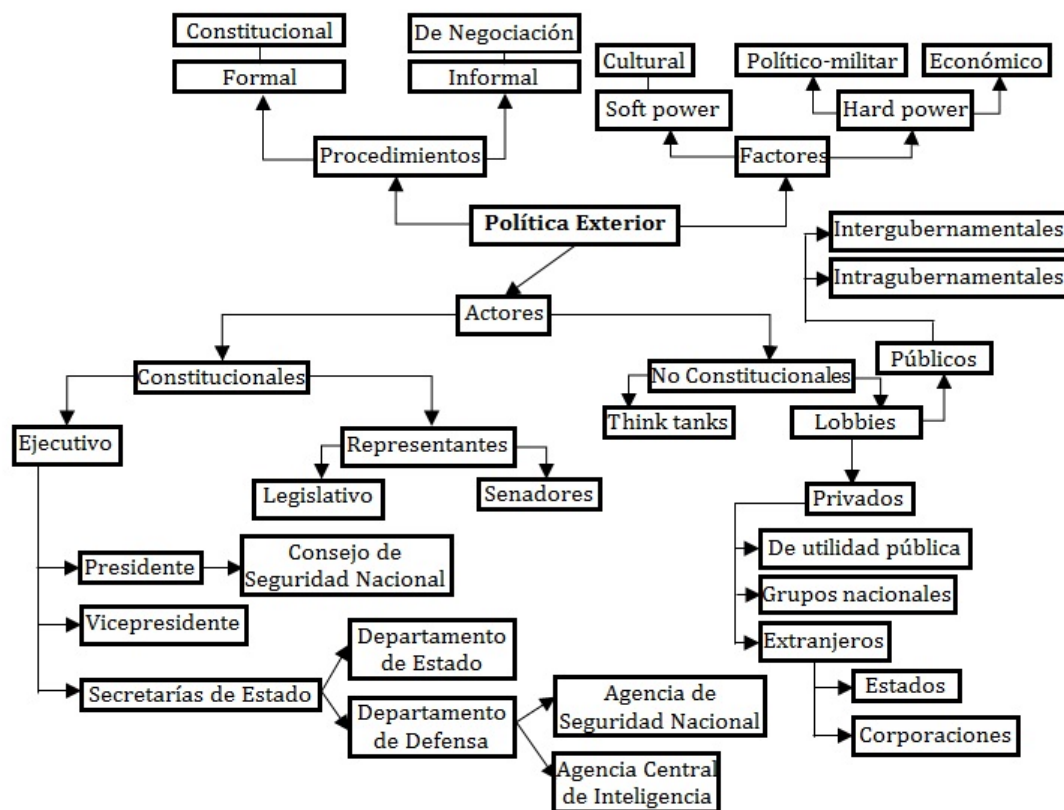 Constitucional
De Negociación
Formal
Informal
Cultural
Político-militar
Económico
Soft power
Hard power
Procedimientos
Factores
Política Exterior
Intergubernamentales
Intragubernamentales
Actores
Públicos
Constitucionales
No Constitucionales
Think tanks
Lobbies
Ejecutivo
Representantes
Legislativo
Senadores
Privados
Presidente
Consejo de
Seguridad Nacional
De utilidad pública
Grupos nacionales
Vicepresidente
Extranjeros
Departamento
de Estado
Secretarías de Estado
Estados
Departamento
de Defensa
Agencia de
Seguridad Nacional
Corporaciones
Agencia Central
de Inteligencia